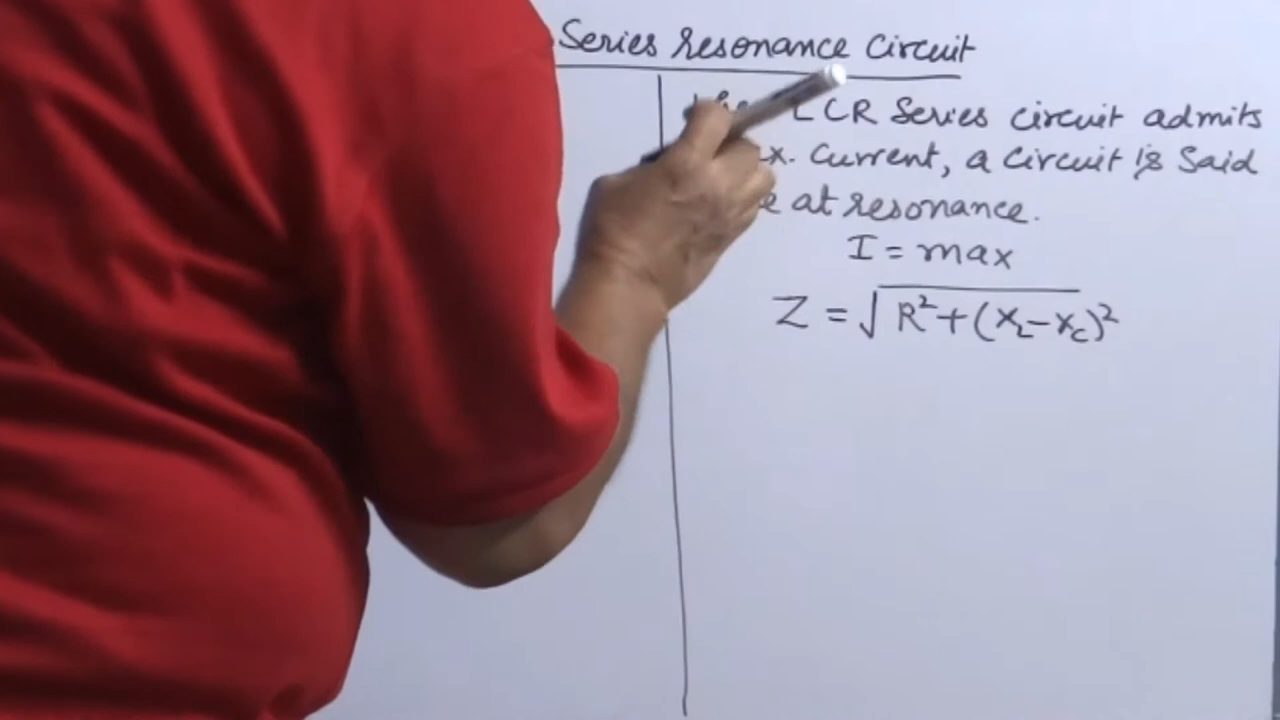 Series resonance Circuit
LCR Series circuit admits
x. Current, a Circuit is Said
e at resonance.
I = max
Z = √R²+(X_L-X_C)²